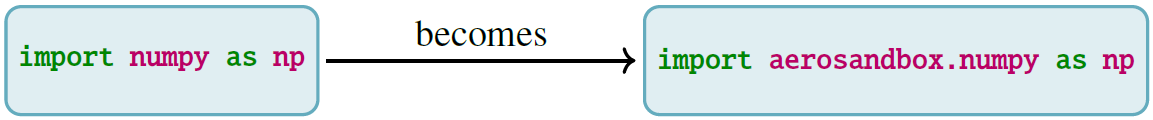 import numpy as np
becomes
import aerosandbox.numpy as np